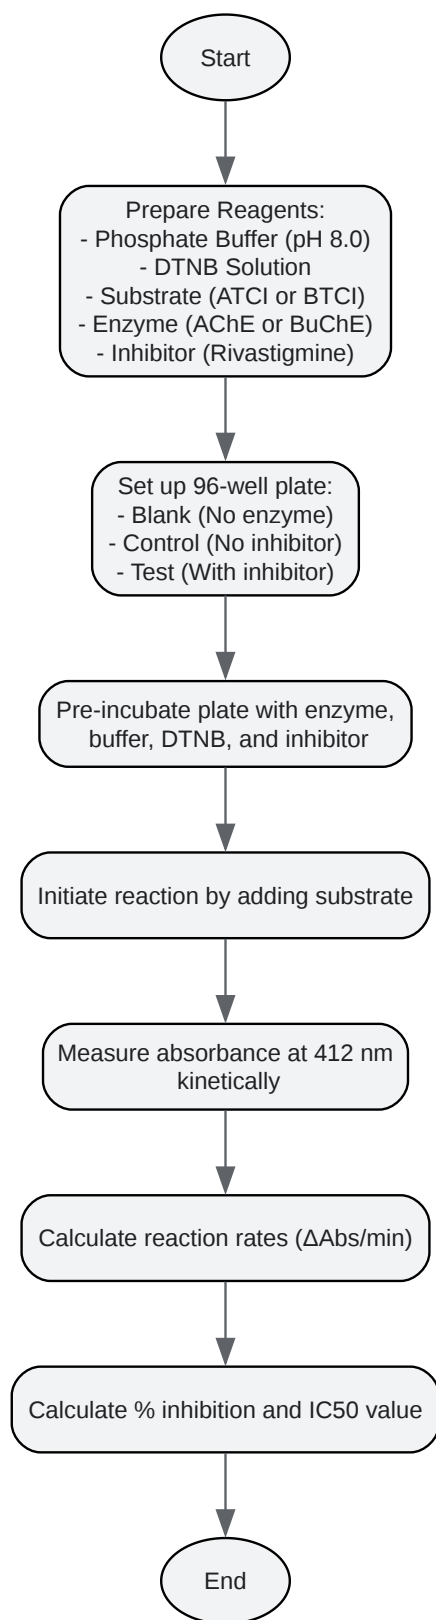 Start
Prepare Reagents:
- Phosphate Buffer (pH 8.0)
- DTNB Solution
- Substrate (ATCI or BTCI)
- Enzyme (AChE or BuChE)
- Inhibitor (Rivastigmine)
Set up 96-well plate:
- Blank (No enzyme)
- Control (No inhibitor)
- Test (With inhibitor)
Pre-incubate plate with enzyme,
buffer, DTNB, and inhibitor
Initiate reaction by adding substrate
Measure absorbance at 412 nm
kinetically
Calculate reaction rates (ΔAbs/min)
Calculate % inhibition and IC50 value
End